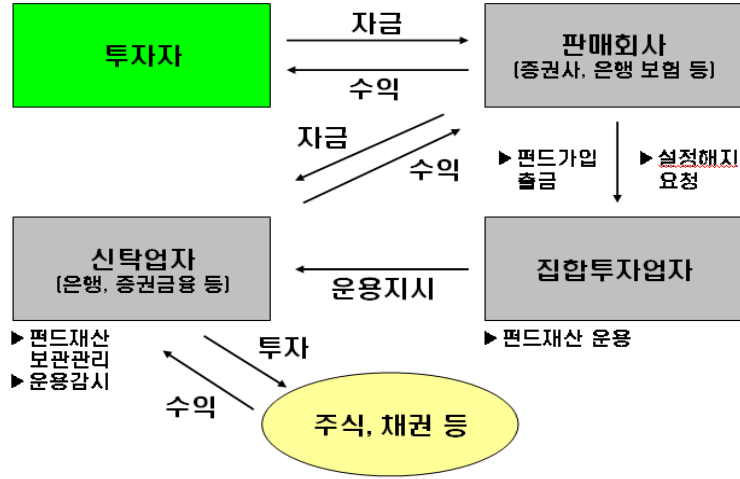 자금
투자자
판매회사
(증권사, 은행 보험 등)
수익
자금
수익
▶ 펀드가입
출금
▶ 설정해지
요청
신탁업자
(은행, 증권금융 등)
운용지시
집합투자업자
▶ 펀드재산
보관관리
▶ 운용감시
투자
▶ 펀드재산 운용
수익
주식, 채권 등